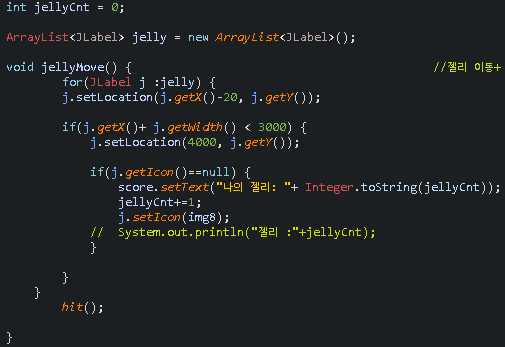 int jellyCnt = 0;
ArrayList<JLabel> jelly = new ArrayList<JLabel>();
void jellyMove() { //젤리 이동+
for(JLabel j :jelly) {
j.setLocation(j.getX()-20, j.getY());
if(j.getX()+ j.getWidth() < 3000) {
j.setLocation(4000, j.getY());
if(j.getIcon()==null) {
score.setText("나의 젤리: "+ Integer.toString(jellyCnt));
jellyCnt+=1;
j.setIcon(img8);
// System.out.println("젤리 :"+jellyCnt);
}
}
}
hit();
}